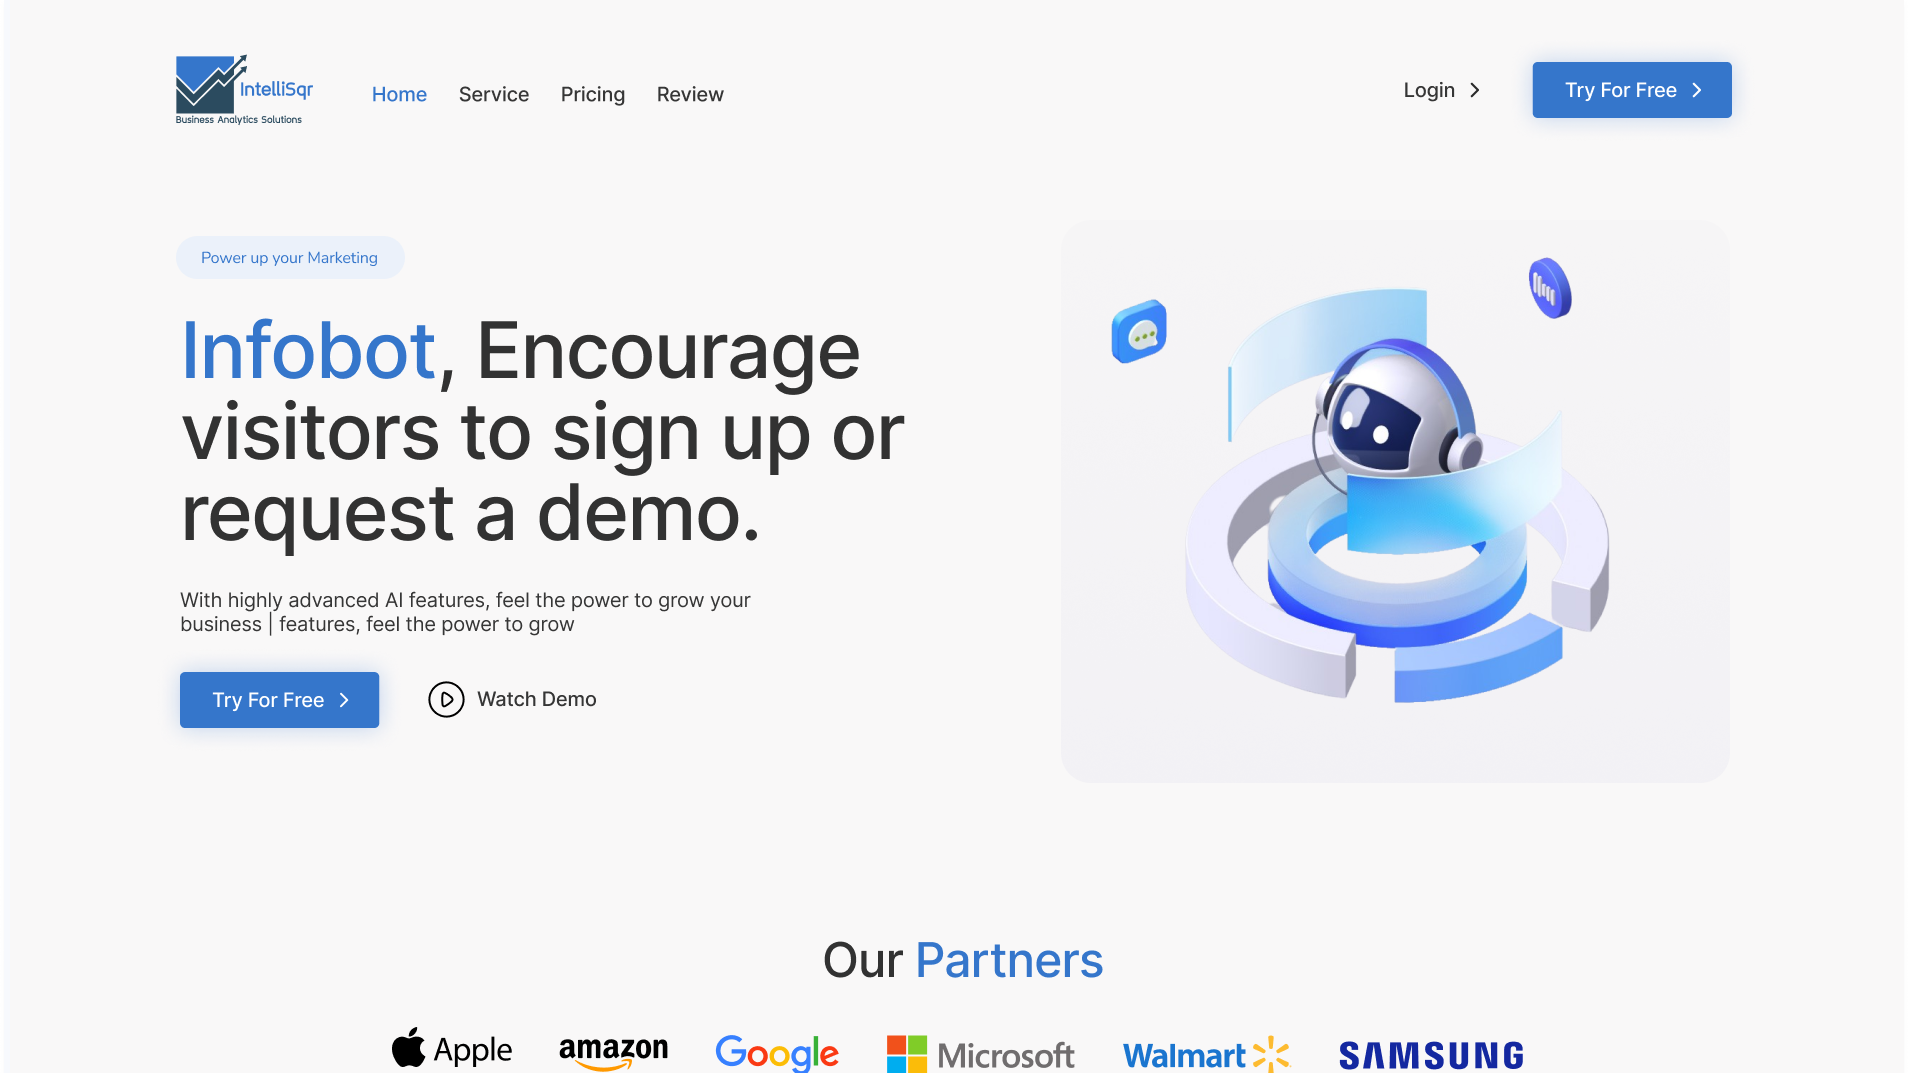 IntelliSqr
Business Analytics Solutions
Home Service Pricing Review
Login
Try For Free
Power up your Marketing
Infobot, Encourage
visitors to sign up or
request a demo.
With highly advanced AI features, feel the power to grow your
business | features, feel the power to grow
Try For Free
Watch Demo
Our Partners
Apple amazon Google Microsoft Walmart SAMSUNG